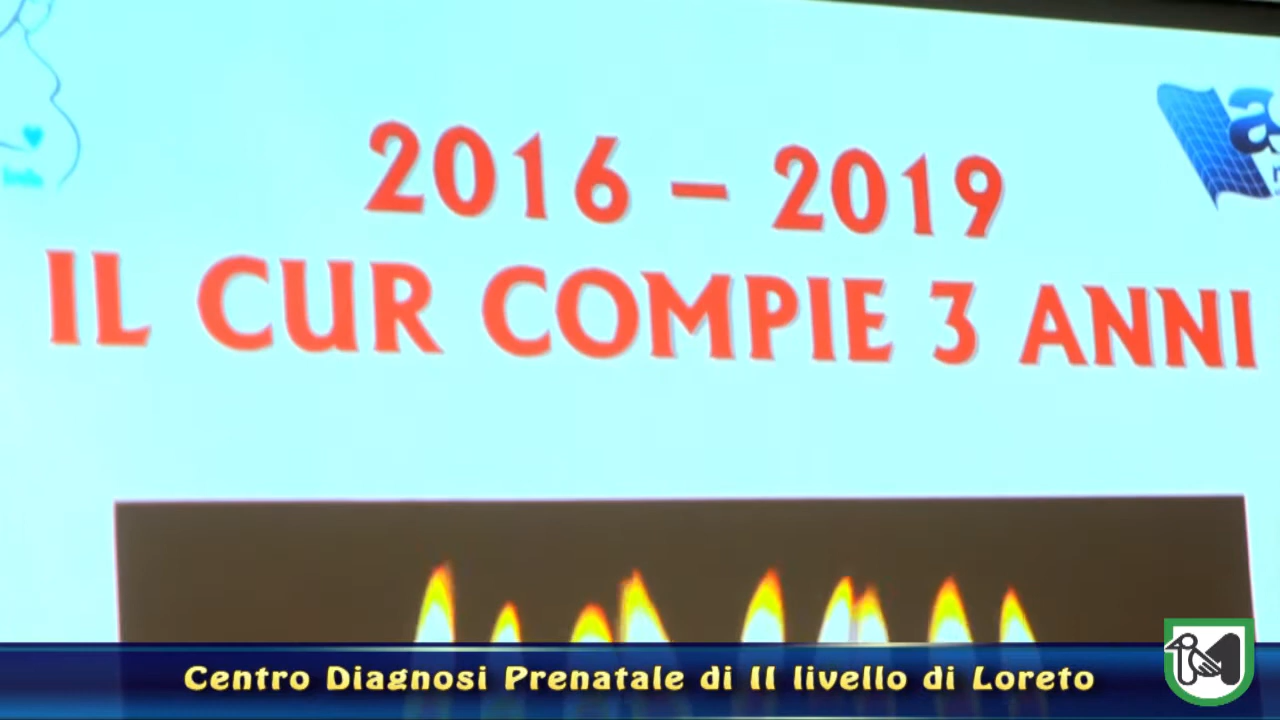 2016 – 2019
IL CUR COMPIE 3 ANNI
Centro Diagnosi Prenatale di II livello di Loreto